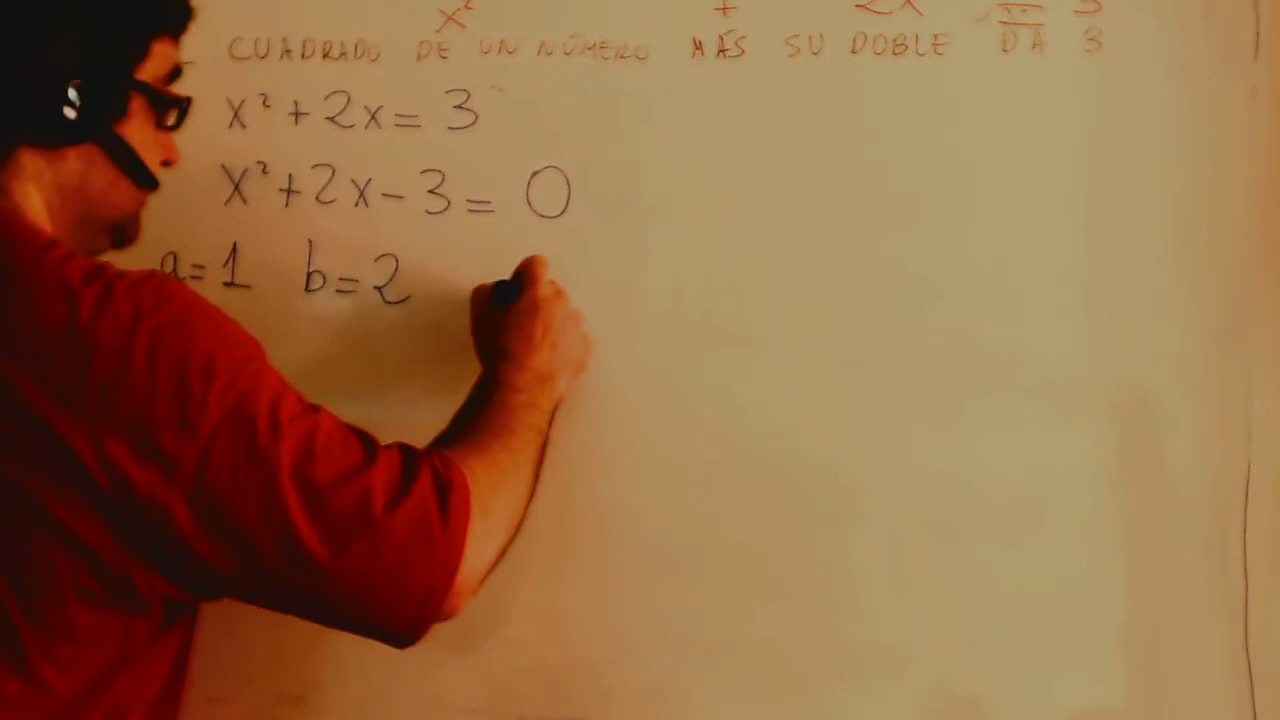 x² + 2x = 3
CUADRADO DE UN NÚMERO MÁS SU DOBLE DA 3
x² + 2x = 3
x² + 2x - 3 = 0
a = 1 b = 2